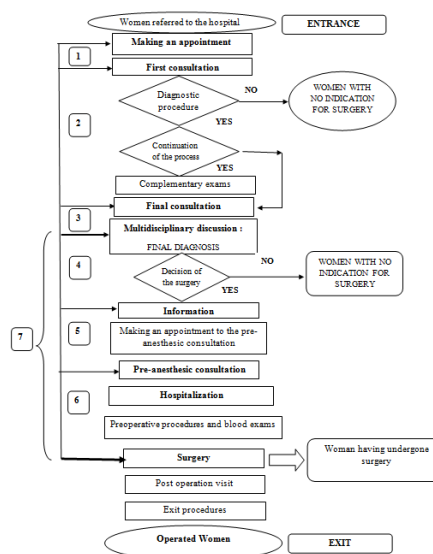 Women referred to the hospital
ENTRANCE
Making an appointment
1
First consultation
Diagnostic
procedure
NO
WOMEN WITH
NO INDICATION
FOR SURGERY
YES
2
Continuation
of the process
YES
Complementary exams
Final consultation
3
Multidisciplinary discussion :
FINAL DIAGNOSIS
4
Decision of
the surgery
NO
WOMEN WITH NO
INDICATION FOR
SURGERY
YES
Information
7
5
Making an appointment to the pre-
anesthesic consultation
Pre-anesthesic consultation
6
Hospitalization
Preoperative procedures and blood exams
Surgery
Woman having undergone
surgery
Post operation visit
Exit procedures
Operated Women
EXIT